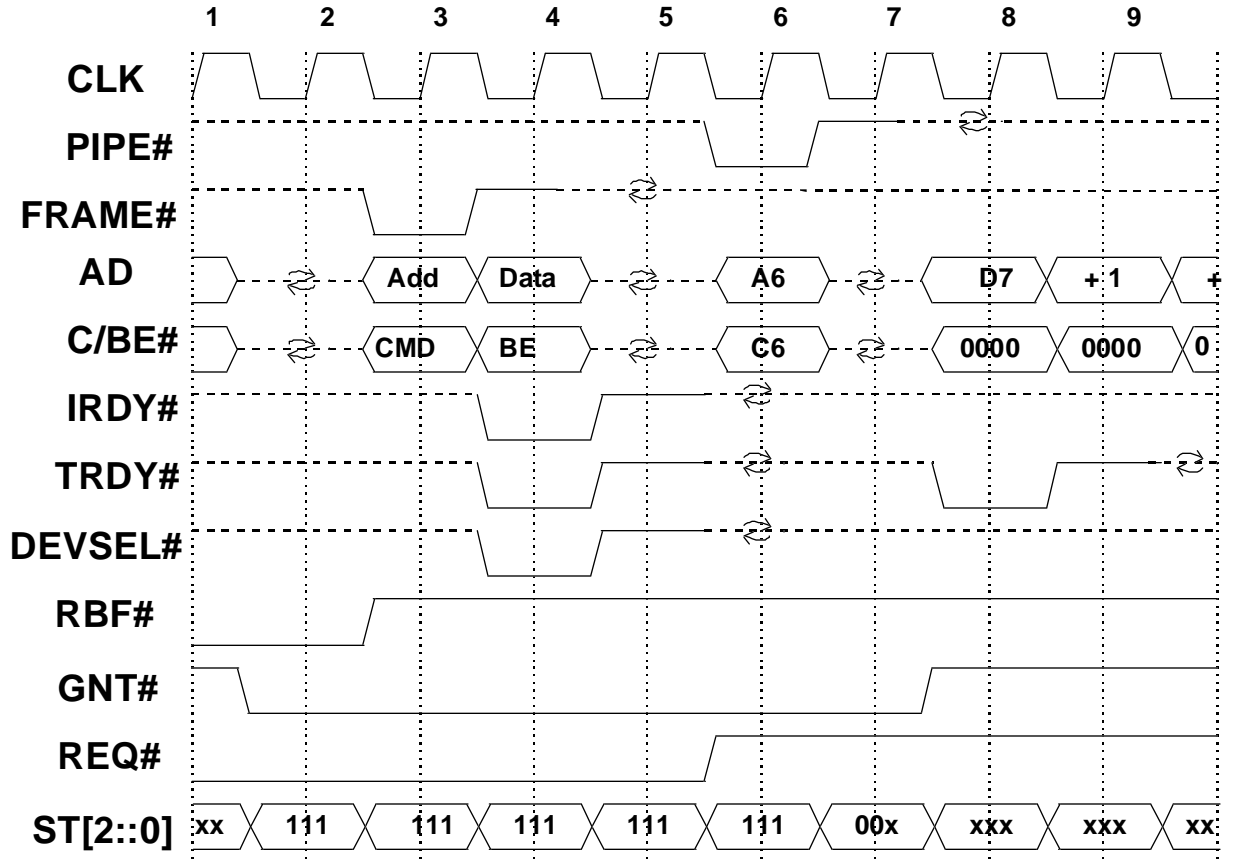 1 2 3 4 5 6 7 8 9
CLK
PIPE#
FRAME#
AD Add Data A6 D7 + 1 +
C/BE# CMD BE C6 0000 0000 0
IRDY#
TRDY#
DEVSEL#
RBF#
GNT#
REQ#
ST[2::0] xx 111 111 111 111 111 00x xxx xxx xx